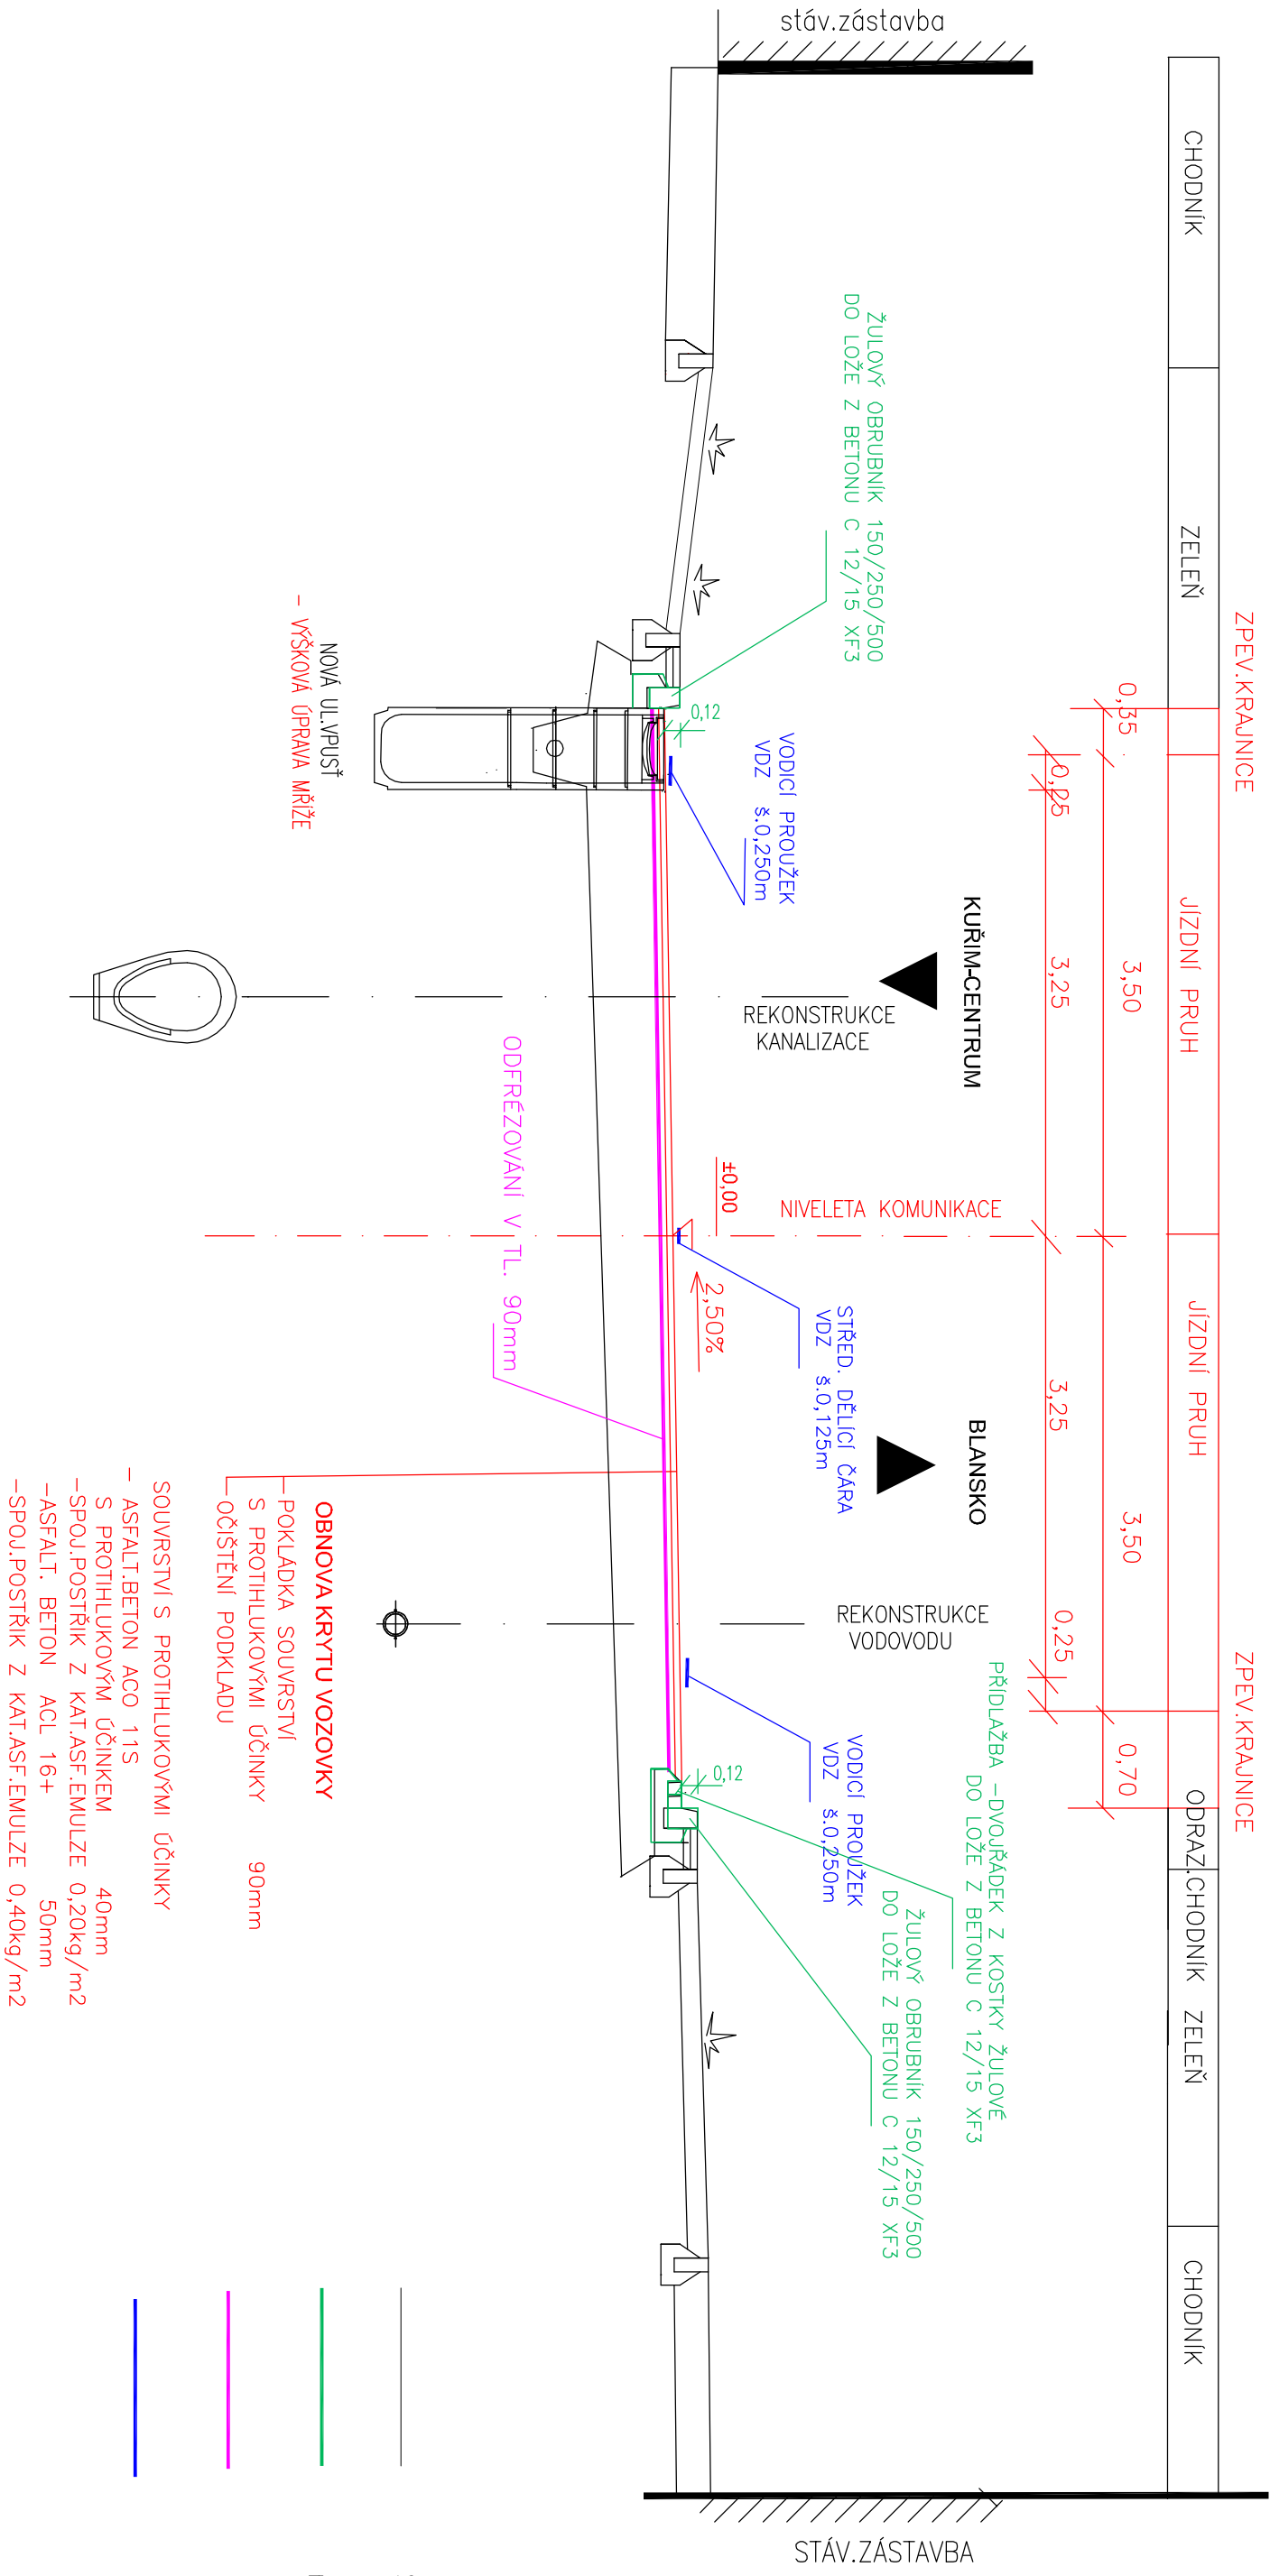 stáv.zástavba
CHODNÍK
ZELEŇ
ZPEV.KRAJNICE
JÍZDNÍ PRUH
JÍZDNÍ PRUH
ZPEV.KRAJNICE
ODRAZ.CHODNÍK
ZELEŇ
CHODNÍK
0,35
3,50
3,50
0,70
0,25
3,25
3,25
0,25
KUŘIM-CENTRUM
BLANSKO
ŽULOVÝ OBRUBNÍK 150/250/500
DO LOŽE Z BETONU C 12/15 XF3
0,12
VODICÍ PROUŽEK
VDZ š.0,250m
REKONSTRUKCE
KANALIZACE
NIVELETA KOMUNIKACE
±0,00
2,50%
STŘED. DĚLÍCÍ ČÁRA
VDZ š.0,125m
REKONSTRUKCE
VODOVODU
PŘÍDLAŽBA -DVOJŘÁDEK Z KOSTKY ŽULOVÉ
DO LOŽE Z BETONU C 12/15 XF3
VODICÍ PROUŽEK
VDZ š.0,250m
ŽULOVÝ OBRUBNÍK 150/250/500
DO LOŽE Z BETONU C 12/15 XF3
0,12
STÁV.ZÁSTAVBA
NOVÁ UL.VPUSŤ
- VÝŠKOVÁ ÚPRAVA MŘÍŽE
ODFRÉZOVÁNÍ V TL. 90mm
OBNOVA KRYTU VOZOVKY
-POKLÁDKA SOUVRSTVÍ
S PROTIHLUKOVÝMI ÚČINKY 90mm
-OČIŠTĚNÍ PODKLADU
SOUVRSTVÍ S PROTIHLUKOVÝMI ÚČINKY
- ASFALT.BETON ACO 11S
S PROTIHLUKOVÝM ÚČINKEM 40mm
-SPOJ.POSTŘIK Z KAT.ASF.EMULZE 0,20kg/m2
-ASFALT. BETON ACL 16+ 50mm
-SPOJ.POSTŘIK Z KAT.ASF.EMULZE 0,40kg/m2